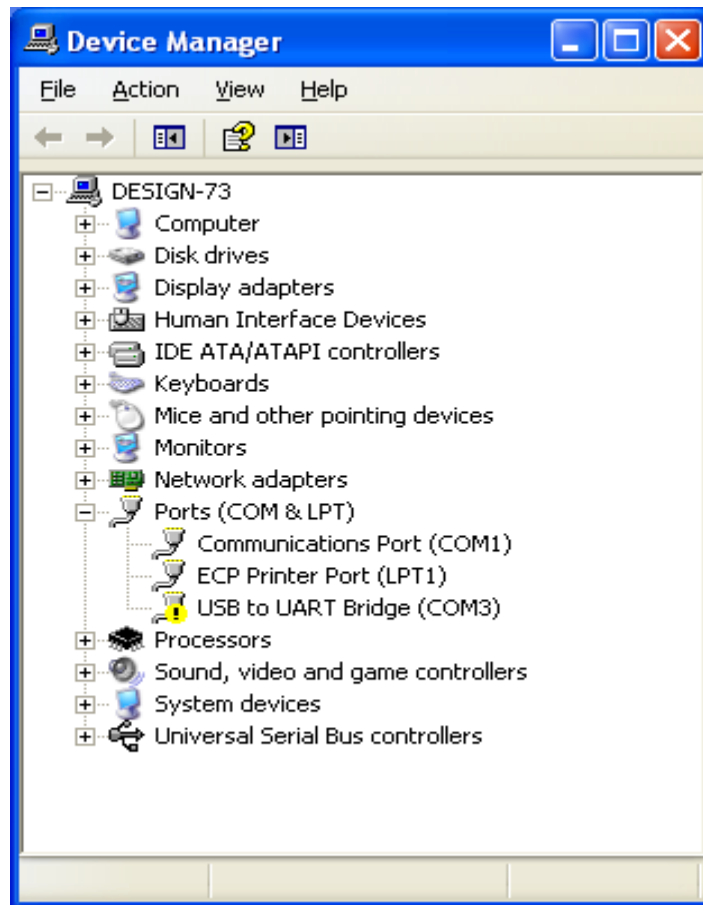 Device Manager
File Action View Help
DESIGN-73
Computer
Disk drives
Display adapters
Human Interface Devices
IDE ATA/ATAPI controllers
Keyboards
Mice and other pointing devices
Monitors
Network adapters
Ports (COM & LPT)
Communications Port (COM1)
ECP Printer Port (LPT1)
USB to UART Bridge (COM3)
Processors
Sound, video and game controllers
System devices
Universal Serial Bus controllers